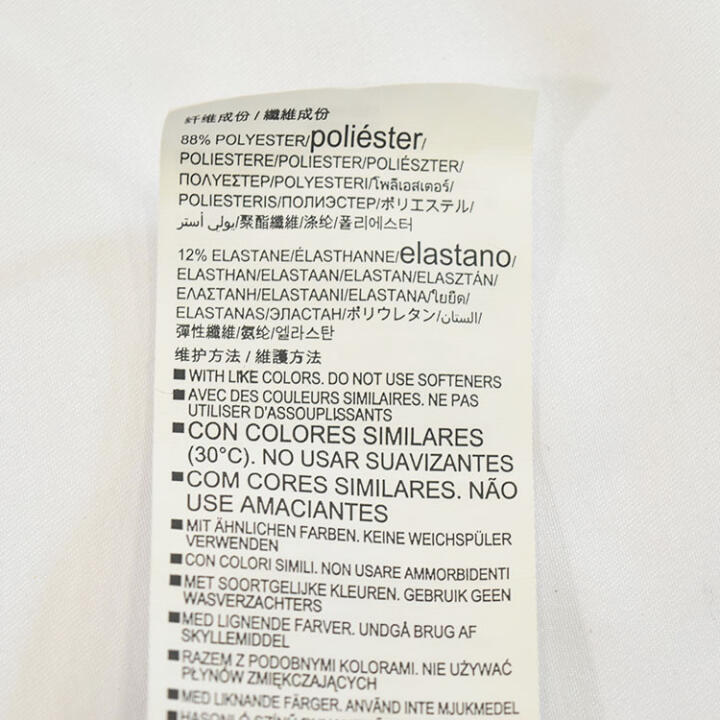 纤维成份 / 纖維成份
88% POLYESTER/poliéster/
POLIESTERE/POLIESTER/POLIÉSZTER/
ΠΟΛΥΕΣΤΕΡ/POLYESTERI/โพลีเอสเตอร์/
POLIESTERIS/ПОЛИЭСТЕР/ポリエステル/
بولي أستر/聚酯纖維/涤纶/폴리에스터
12% ELASTANE/ÉLASTHANNE/elastano/
ELASTHAN/ELASTAAN/ELASTAN/ELASZTÁN/
ΕΛΑΣΤΑΝΗ/ELASTAANI/ELASTANA/ใยยืด/
ELASTANAS/ЭЛАСТАН/ポリウレタン/الستان/
彈性纖維/氨纶/엘라스탄
维护方法 / 維護方法
■ WITH LIKE COLORS. DO NOT USE SOFTENERS
■ AVEC DES COULEURS SIMILAIRES. NE PAS
UTILISER D'ASSOUPLISSANTS
■ CON COLORES SIMILARES
(30°C). NO USAR SUAVIZANTES
■ COM CORES SIMILARES. NÃO
USE AMACIANTES
■ MIT ÄHNLICHEN FARBEN. KEINE WEICHSPÜLER
VERWENDEN
■ CON COLORI SIMILI. NON USARE AMMORBIDENTI
■ MET SOORTGELIJKE KLEUREN. GEBRUIK GEEN
WASVERZACHTERS
■ MED LIGNENDE FARVER. UNDGÅ BRUG AF
SKYLLEMIDDEL
■ RAZEM Z PODOBNYMI KOLORAMI. NIE UŻYWAĆ
PŁYNÓW ZMIĘKCZAJĄCYCH
■ MED LIKNANDE FÄRGER. ANVÄND INTE MJUKMEDEL